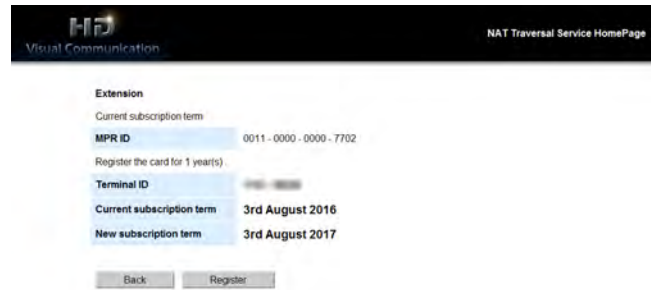 HD
Visual Communication
NAT Traversal Service HomePage
Extension
Current subscription term
MPR ID 0011 - 0000 - 0000 - 7702
Register the card for 1 year(s) .
Terminal ID
Current subscription term 3rd August 2016
New subscription term 3rd August 2017
Back Register